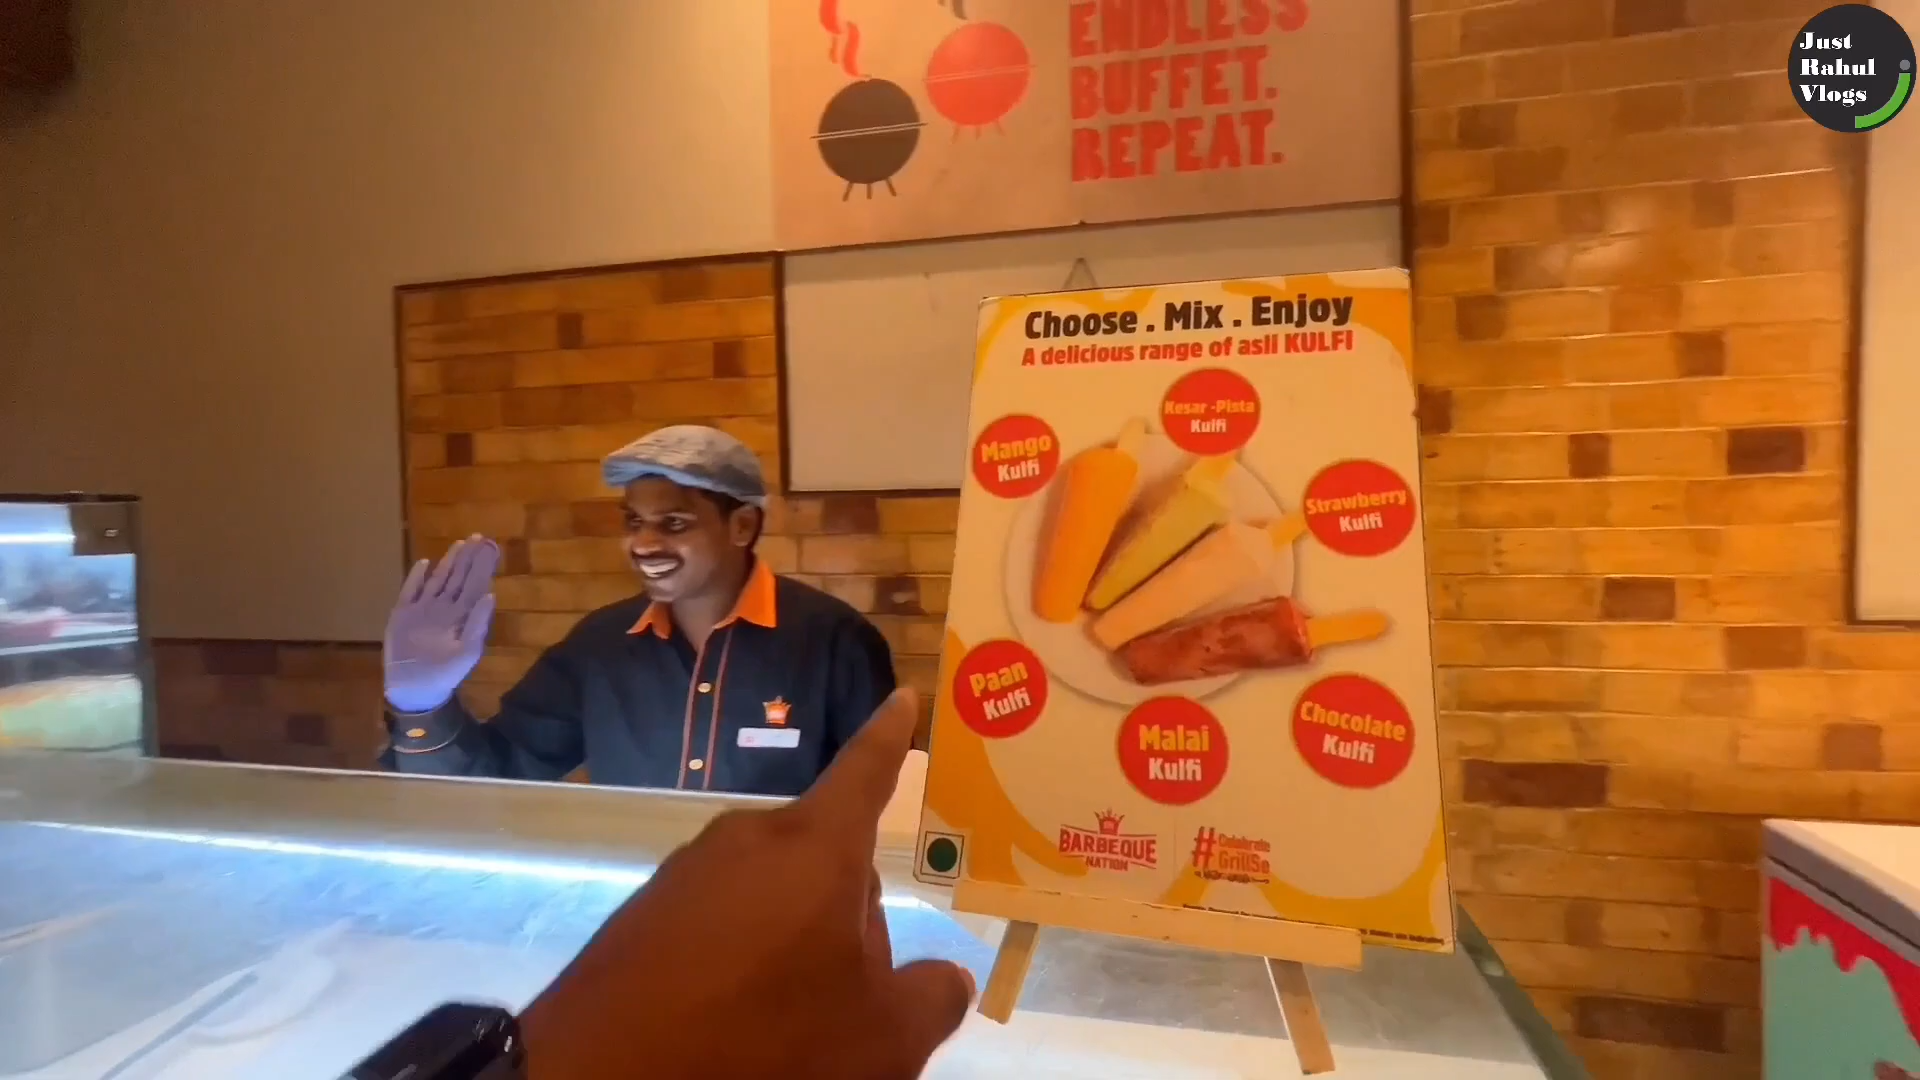 ENDLESS
BUFFET.
REPEAT.
Just
Rahul
Vlogs
Choose . Mix . Enjoy
A delicious range of asli KULFI
Kesar -Pista
Kulfi
Mango
Kulfi
Strawberry
Kulfi
Paan
Kulfi
Malai
Kulfi
Chocolate
Kulfi
BARBEQUE
NATION
# Celebrate
GrillSe